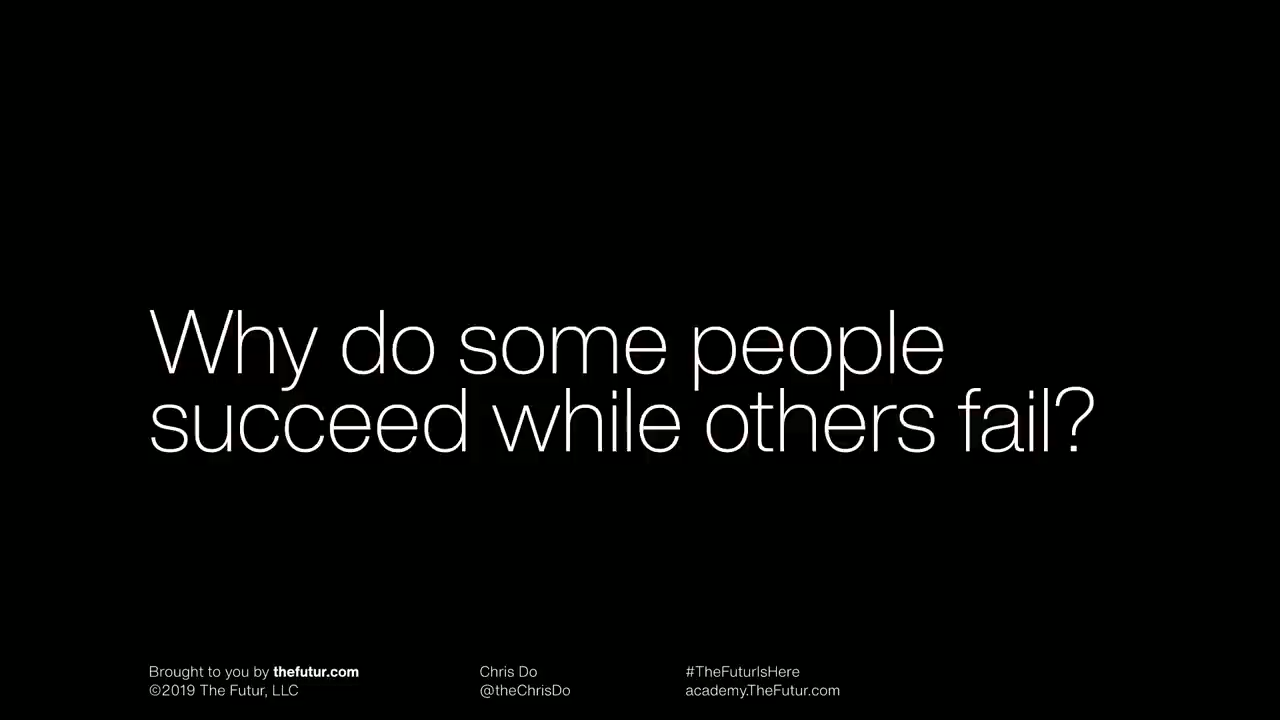 Why do some people
succeed while others fail?
Brought to you by thefutur.com
©2019 The Futur, LLC
Chris Do
@theChrisDo
#TheFuturIsHere
academy.TheFutur.com